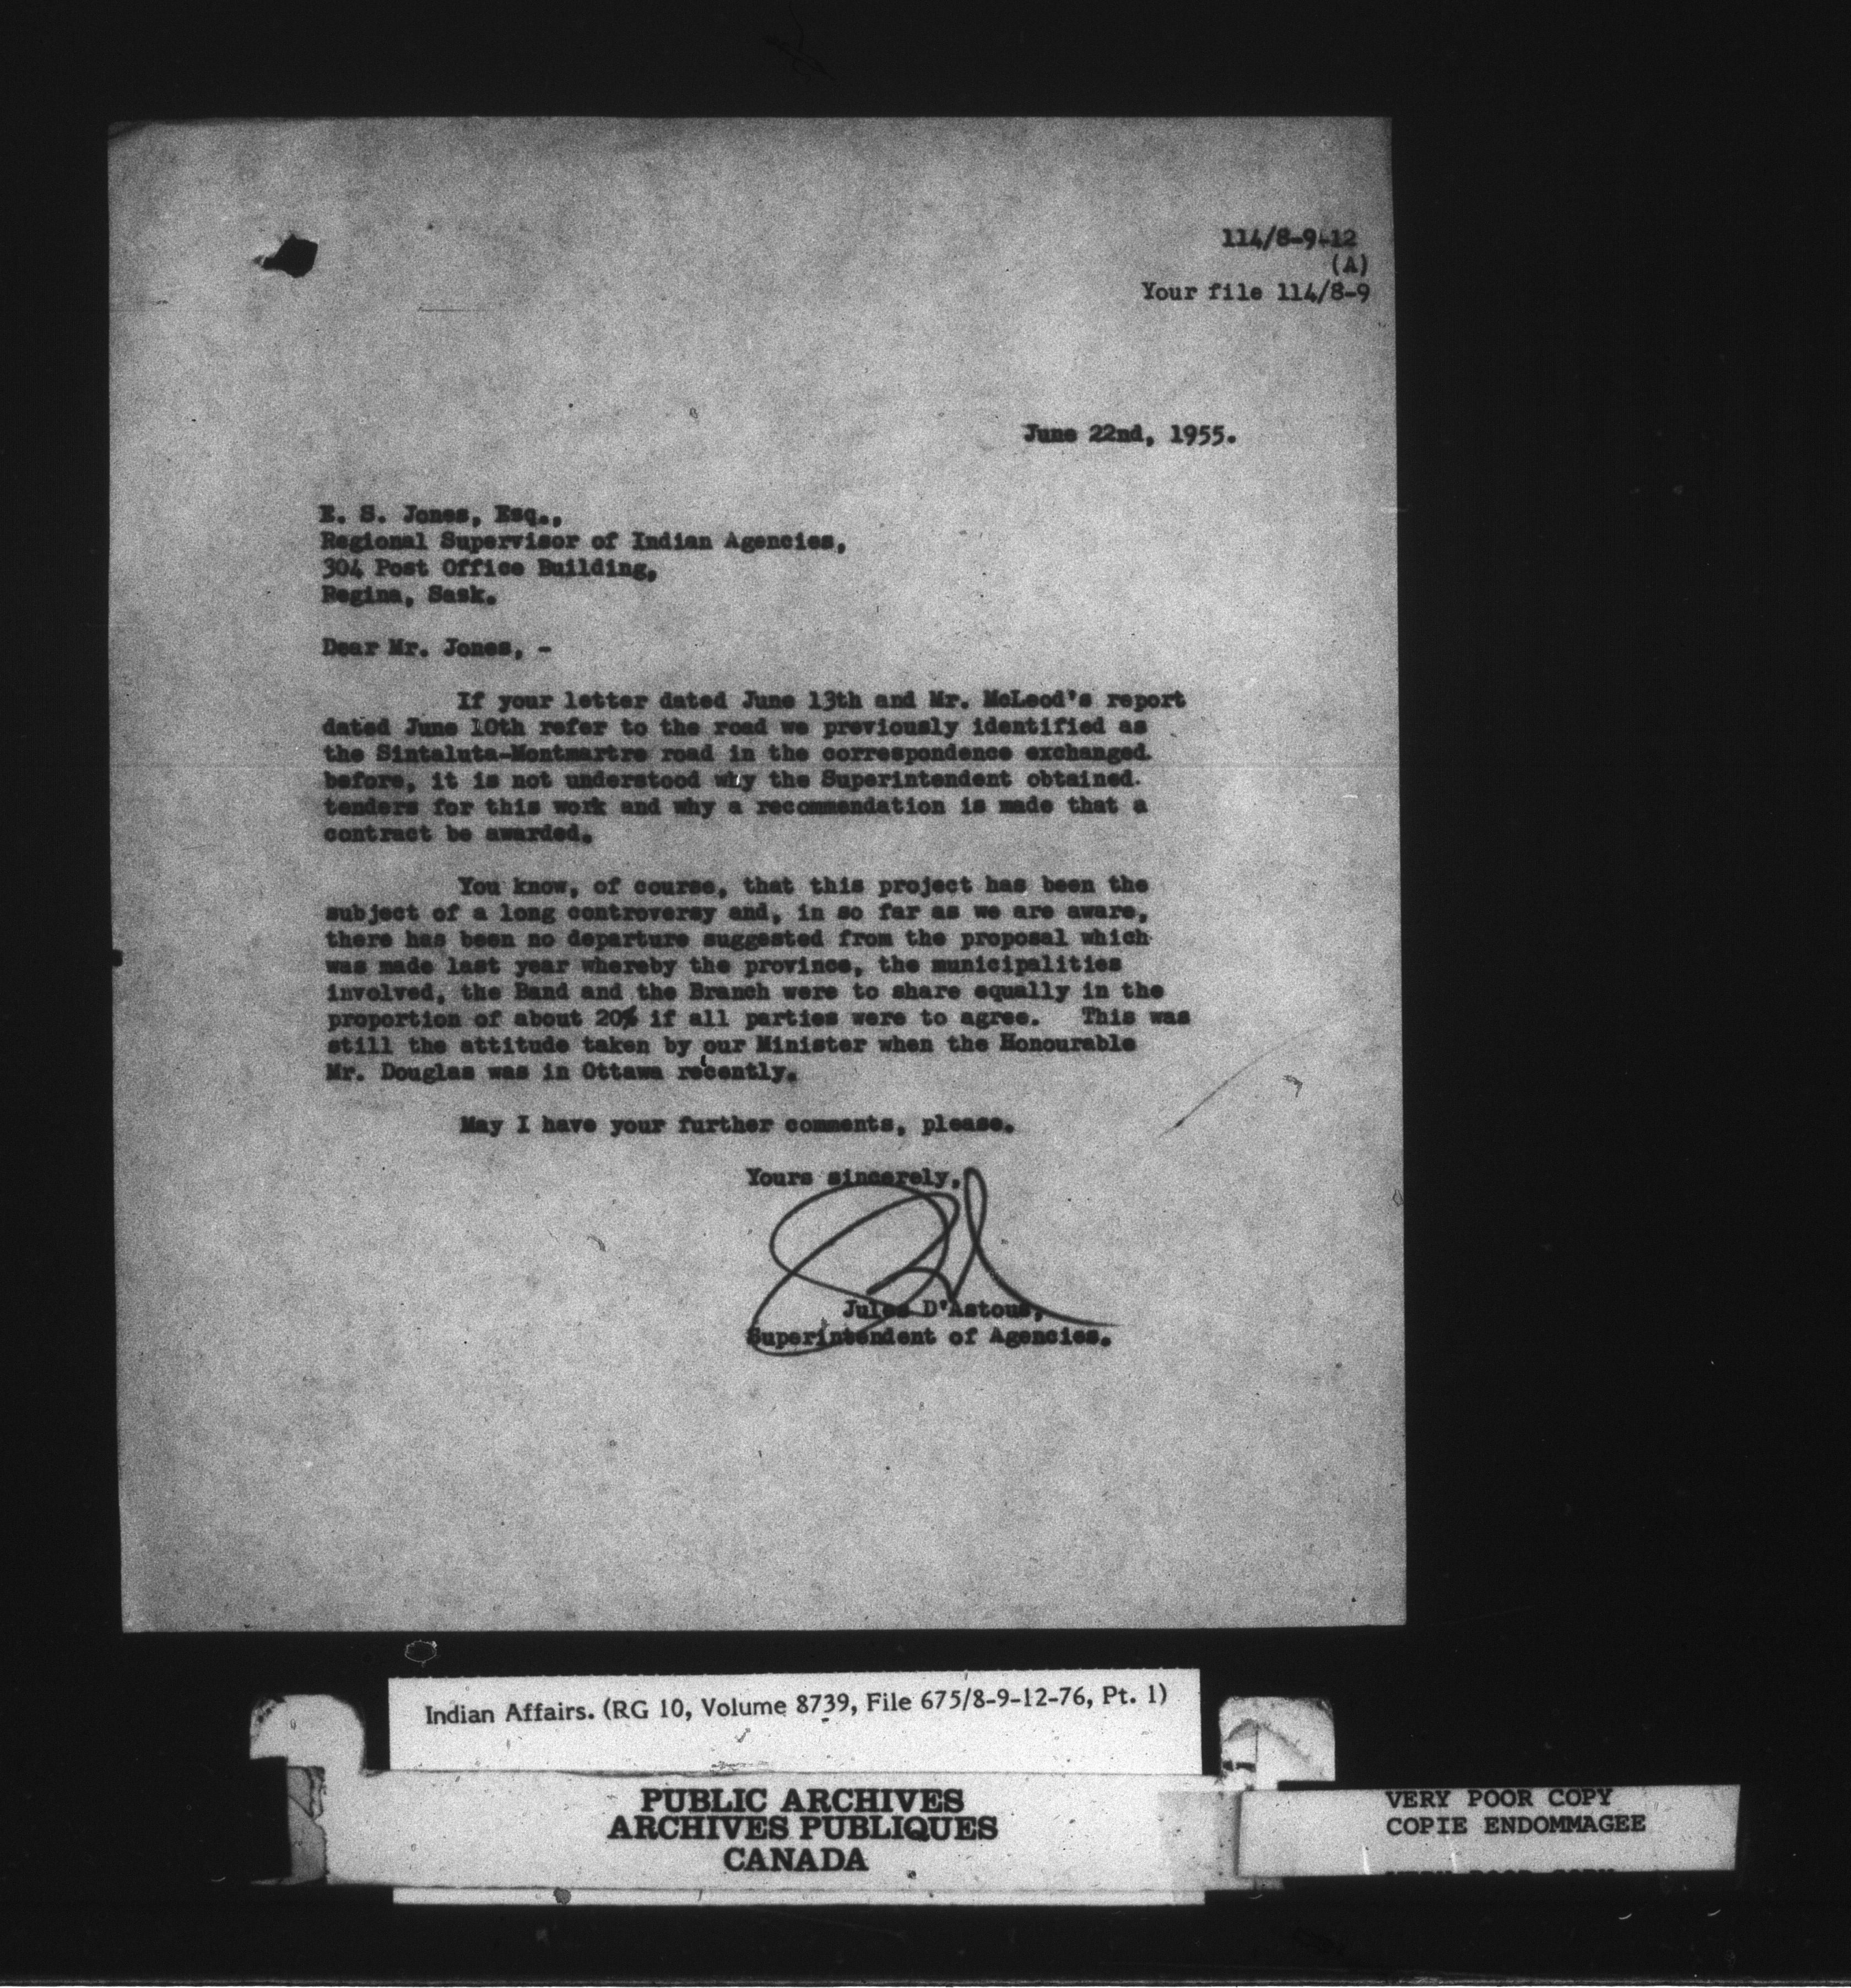 114/8-9-12
(A)
Your file 114/8-9
June 22nd, 1955.
E. S. Jones, Esq.,
Regional Supervisor of Indian Agencies,
304 Post Office Building,
Regina, Sask.
Dear Mr. Jones, -
If your letter dated June 13th and Mr. McLeod's report
dated June 10th refer to the road we previously identified as
the Sintaluta-Montmartre road in the correspondence exchanged
before, it is not understood why the Superintendent obtained
tenders for this work and why a recommendation is made that a
contract be awarded.
You know, of course, that this project has been the
subject of a long controversy and, in so far as we are aware,
there has been no departure suggested from the proposal which
was made last year whereby the province, the municipalities
involved, the Band and the Branch were to share equally in the
proportion of about 20% if all parties were to agree. This was
still the attitude taken by our Minister when the Honourable
Mr. Douglas was in Ottawa recently.
May I have your further comments, please.
Yours sincerely,
Jules D'Astous,
Superintendent of Agencies.
Indian Affairs. (RG 10, Volume 8739, File 675/8-9-12-76, Pt. 1)
PUBLIC ARCHIVES
ARCHIVES PUBLIQUES
CANADA
VERY POOR COPY
COPIE ENDOMMAGEE